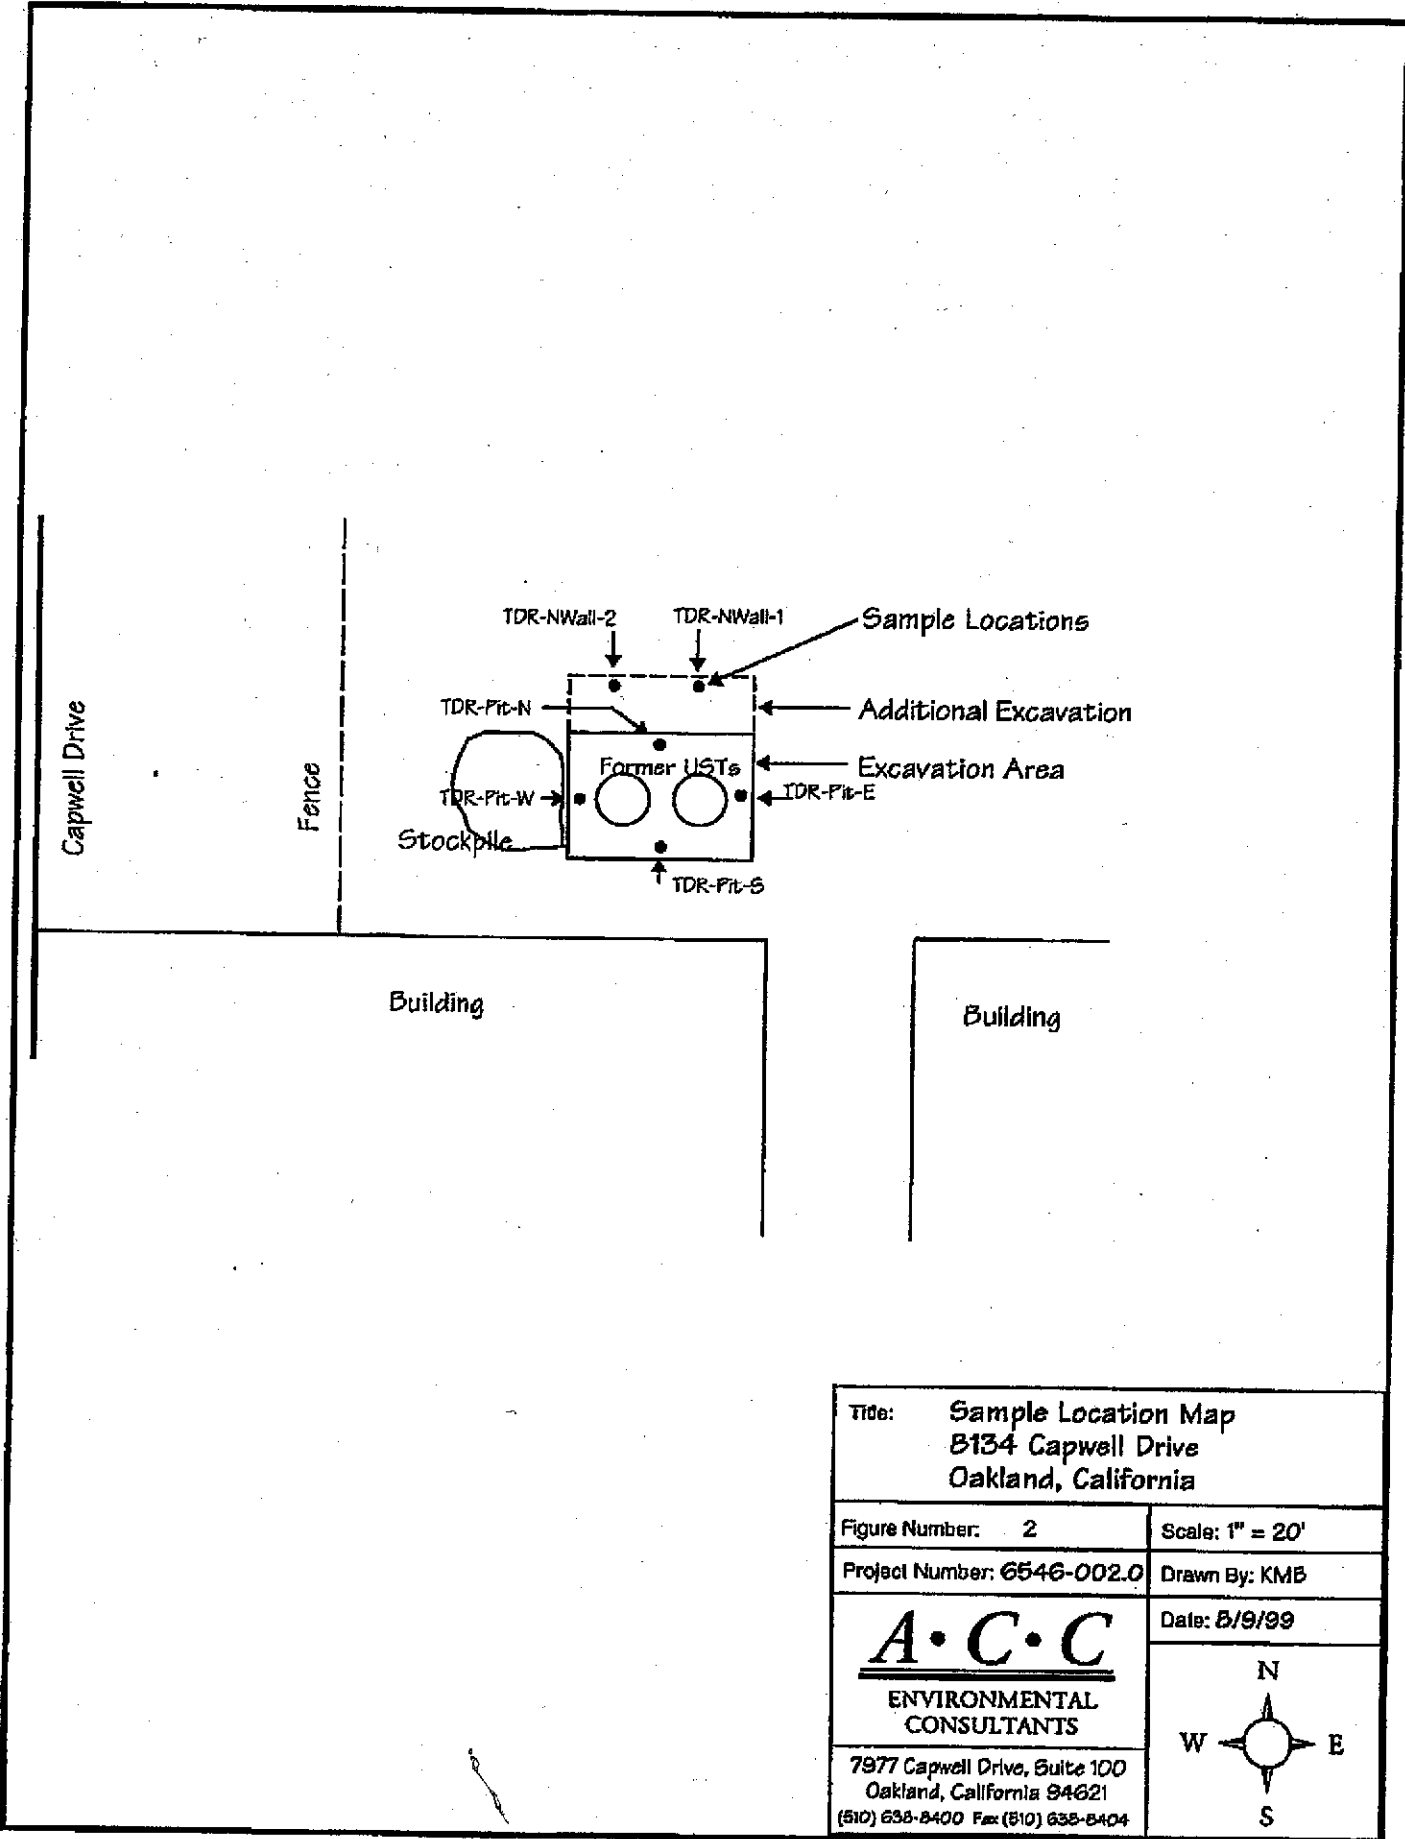 TDR-NWall-2
TDR-NWall-1
Sample Locations
TDR-Pit-N
Additional Excavation
Former USTs
Excavation Area
TDR-Pit-W
TDR-Pit-E
Stockpile
TDR-Pit-S
Capwell Drive
Fence
Building
Building
Title: Sample Location Map
8134 Capwell Drive
Oakland, California
Figure Number: 2
Scale: 1" = 20'
Project Number: 6546-002.0
Drawn By: KMB
Date: 8/9/99
A·C·C
ENVIRONMENTAL
CONSULTANTS
7977 Capwell Drive, Suite 100
Oakland, California 94621
(510) 638-8400 Fax: (510) 638-8404
N
W E
S